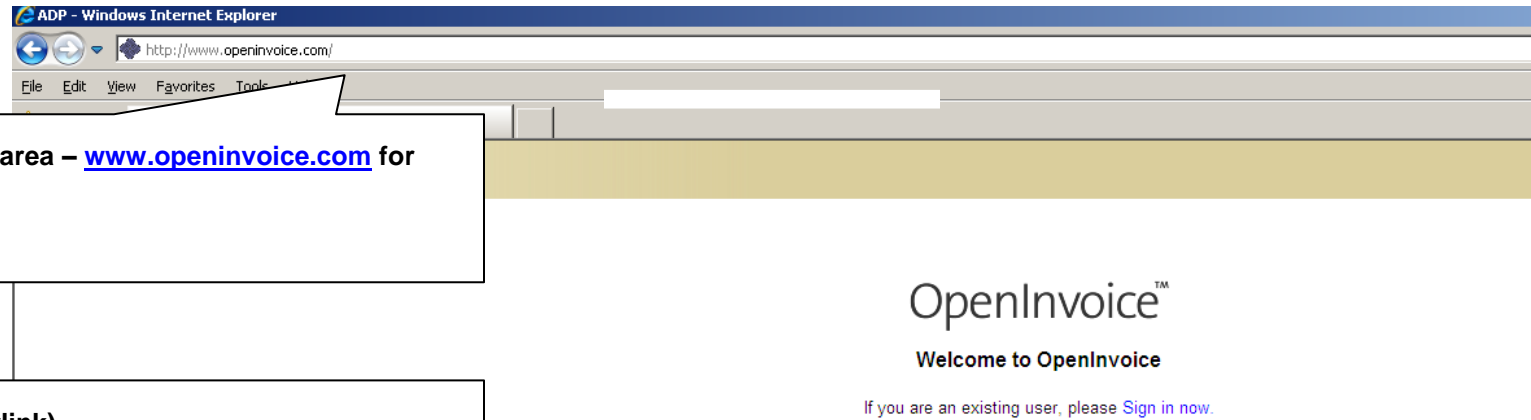 ADP - Windows Internet Explorer
http://www.openinvoice.com/
File Edit View Favorites Tools
area – www.openinvoice.com for
OpenInvoice™
Welcome to OpenInvoice
If you are an existing user, please Sign in now.
link)